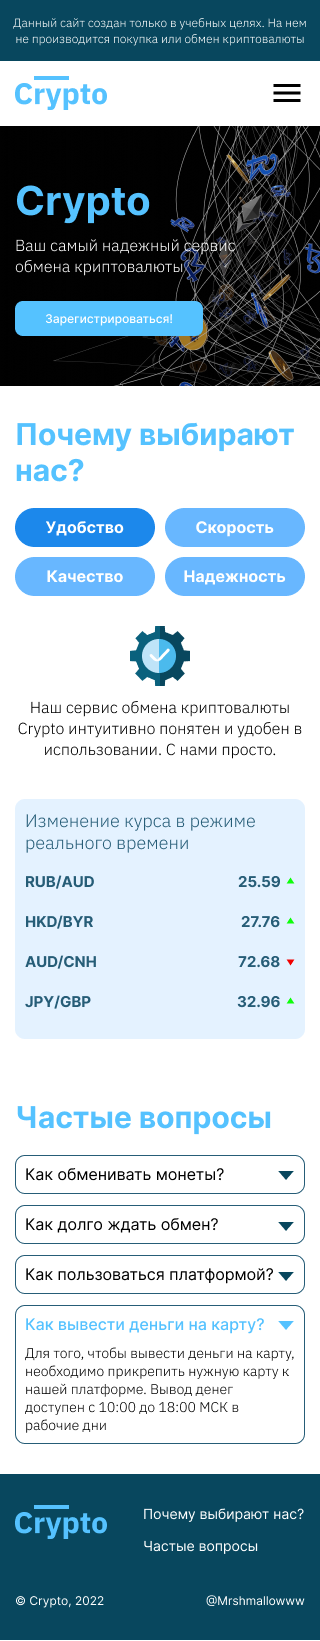 Данный сайт создан только в учебных целях. На нем
не производится покупка или обмен криптовалюты
Crypto
Crypto
Ваш самый надежный сервис
обмена криптовалюты
Зарегистрироваться!
Почему выбирают
нас?
Удобство
Скорость
Качество
Надежность
Наш сервис обмена криптовалюты
Crypto интуитивно понятен и удобен в
использовании. С нами просто.
Изменение курса в режиме
реального времени
RUB/AUD 25.59
HKD/BYR 27.76
AUD/CNH 72.68
JPY/GBP 32.96
Частые вопросы
Как обменивать монеты?
Как долго ждать обмен?
Как пользоваться платформой?
Как вывести деньги на карту?
Для того, чтобы вывести деньги на карту,
необходимо прикрепить нужную карту к
нашей платформе. Вывод денег
доступен с 10:00 до 18:00 МСК в
рабочие дни
Crypto
Почему выбирают нас?
Частые вопросы
© Crypto, 2022
@Mrshmallowww